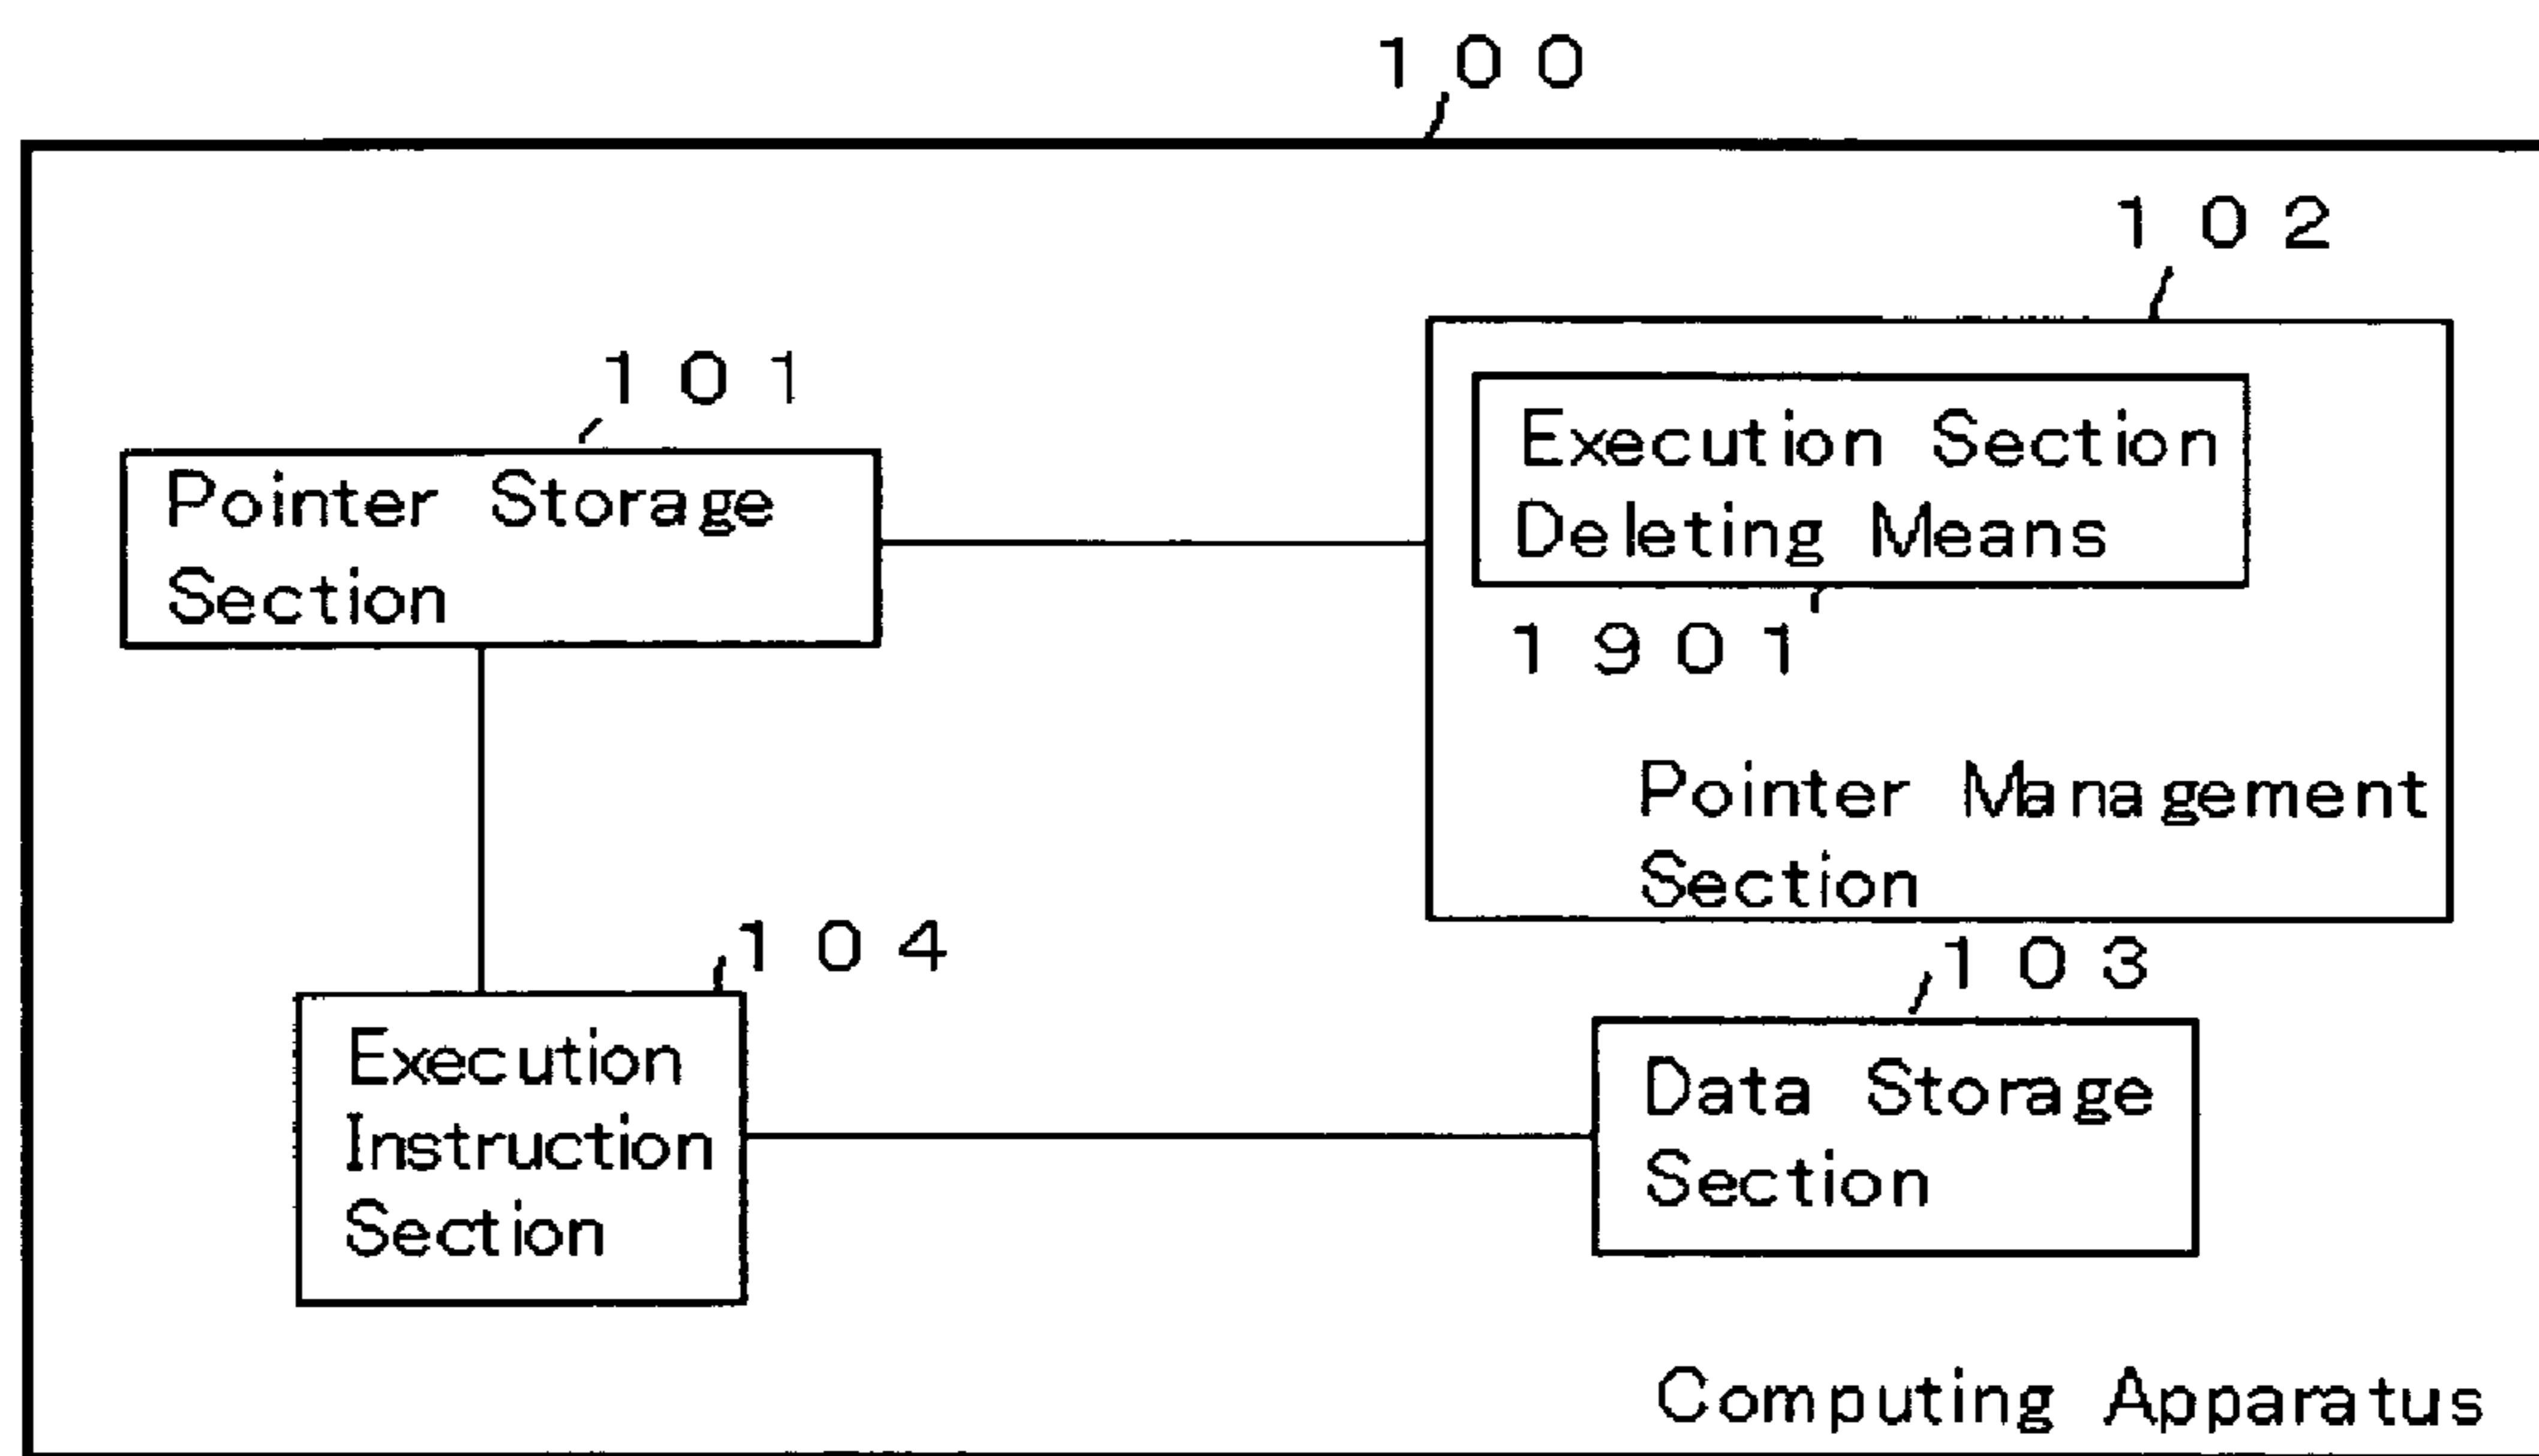 100
102
101
Execution Section
Deleting Means
Pointer Storage
Section
1901
Pointer Management
Section
104
103
Execution
Instruction
Section
Data Storage
Section
Computing Apparatus